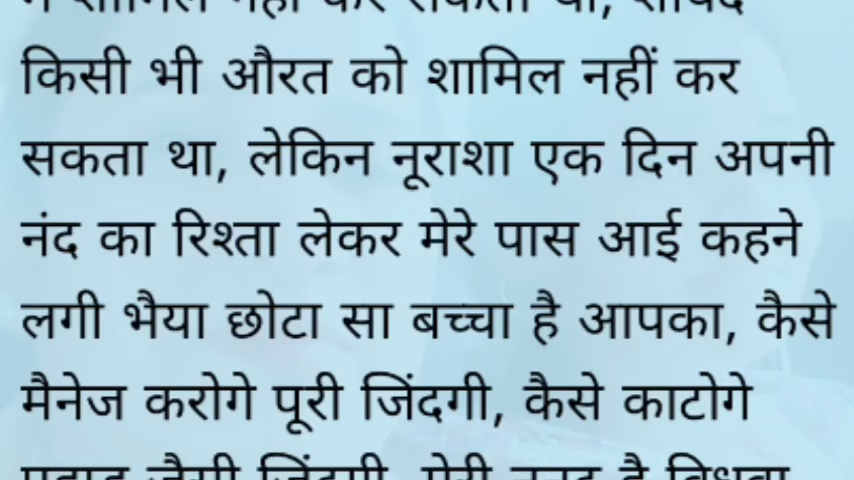 किसी भी औरत को शामिल नहीं कर
सकता था, लेकिन नूराशा एक दिन अपनी
नंद का रिश्ता लेकर मेरे पास आई कहने
लगी भैया छोटा सा बच्चा है आपका, कैसे
मैनेज करोगे पूरी जिंदगी, कैसे काटोगे